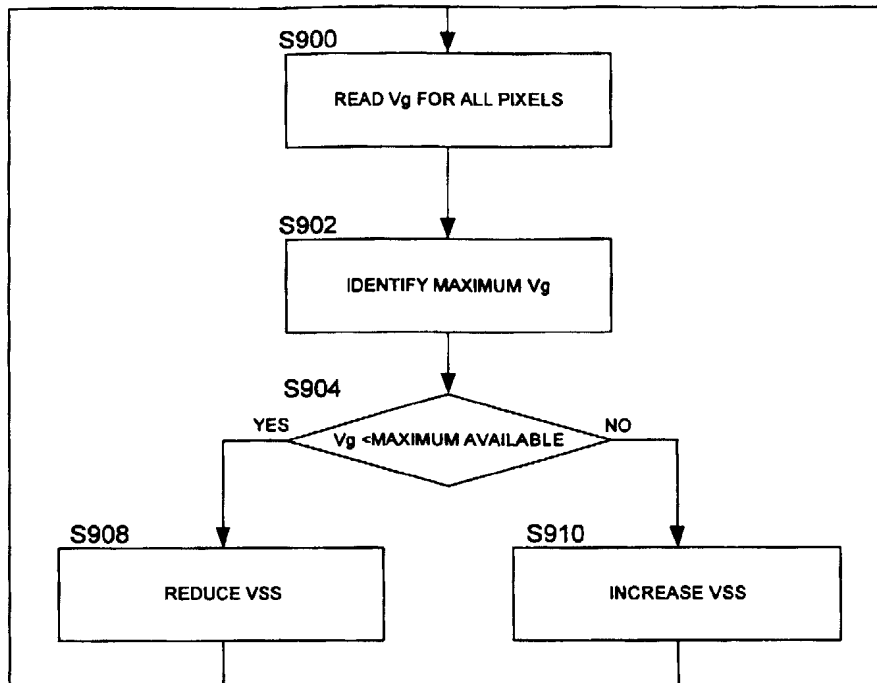 S900
READ Vg FOR ALL PIXELS
S902
IDENTIFY MAXIMUM Vg
S904
YES
Vg <MAXIMUM AVAILABLE
NO
S908
REDUCE VSS
S910
INCREASE VSS